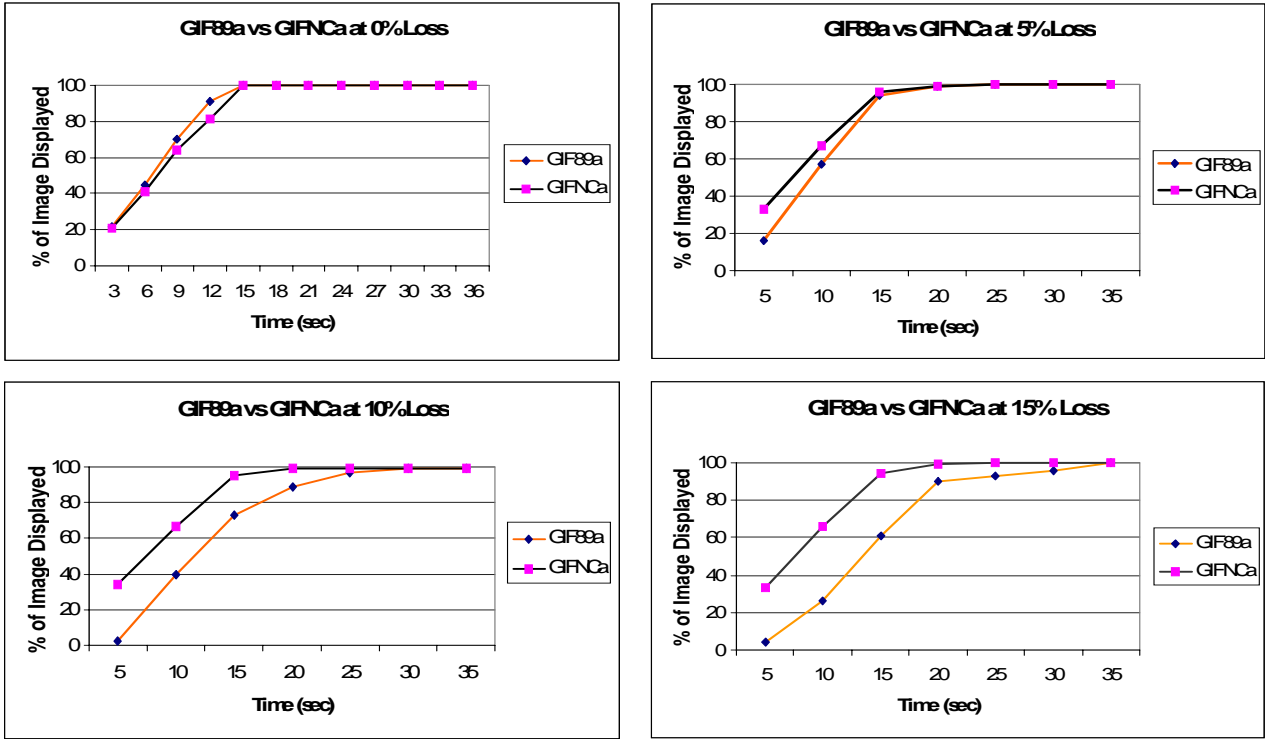 GIF89a vs GIFNCa at 0% Loss
% of Image Displayed
100
80
60
40
20
0
3 6 9 12 15 18 21 24 27 30 33 36
Time (sec)
GIF89a
GIFNCa
GIF89a vs GIFNCa at 5% Loss
% of Image Displayed
100
80
60
40
20
0
5 10 15 20 25 30 35
Time (sec)
GIF89a
GIFNCa
GIF89a vs GIFNCa at 10% Loss
% of Image Displayed
100
80
60
40
20
0
5 10 15 20 25 30 35
Time (sec)
GIF89a
GIFNCa
GIF89a vs GIFNCa at 15% Loss
% of Image Displayed
100
80
60
40
20
0
5 10 15 20 25 30 35
Time (sec)
GIF89a
GIFNCa